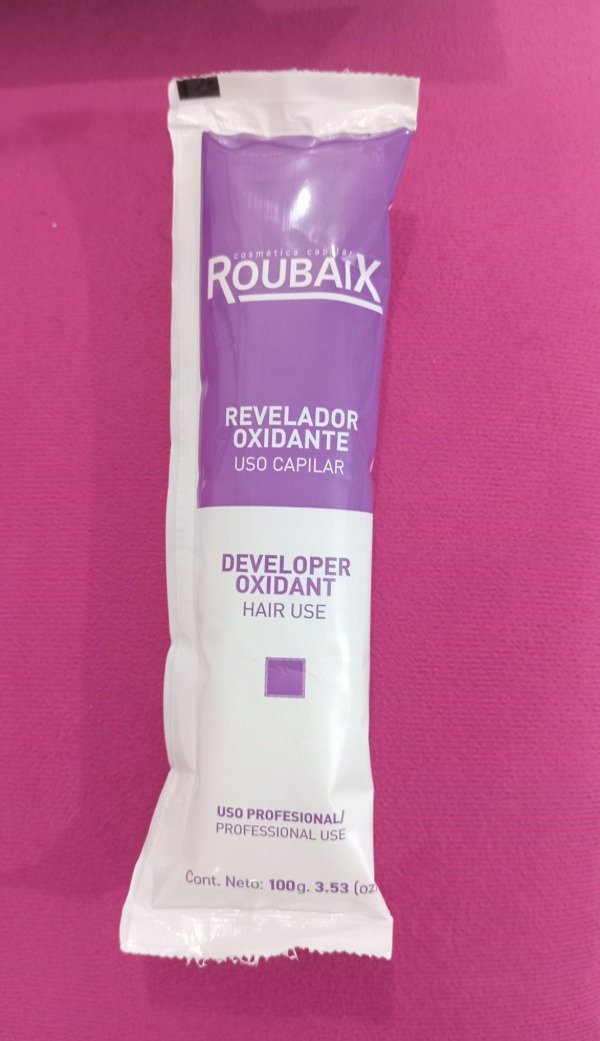 cosmética capilar
ROUBAIX
REVELADOR
OXIDANTE
USO CAPILAR
DEVELOPER
OXIDANT
HAIR USE
USO PROFESIONAL/
PROFESSIONAL USE
Cont. Neto: 100g. 3.53 (oz